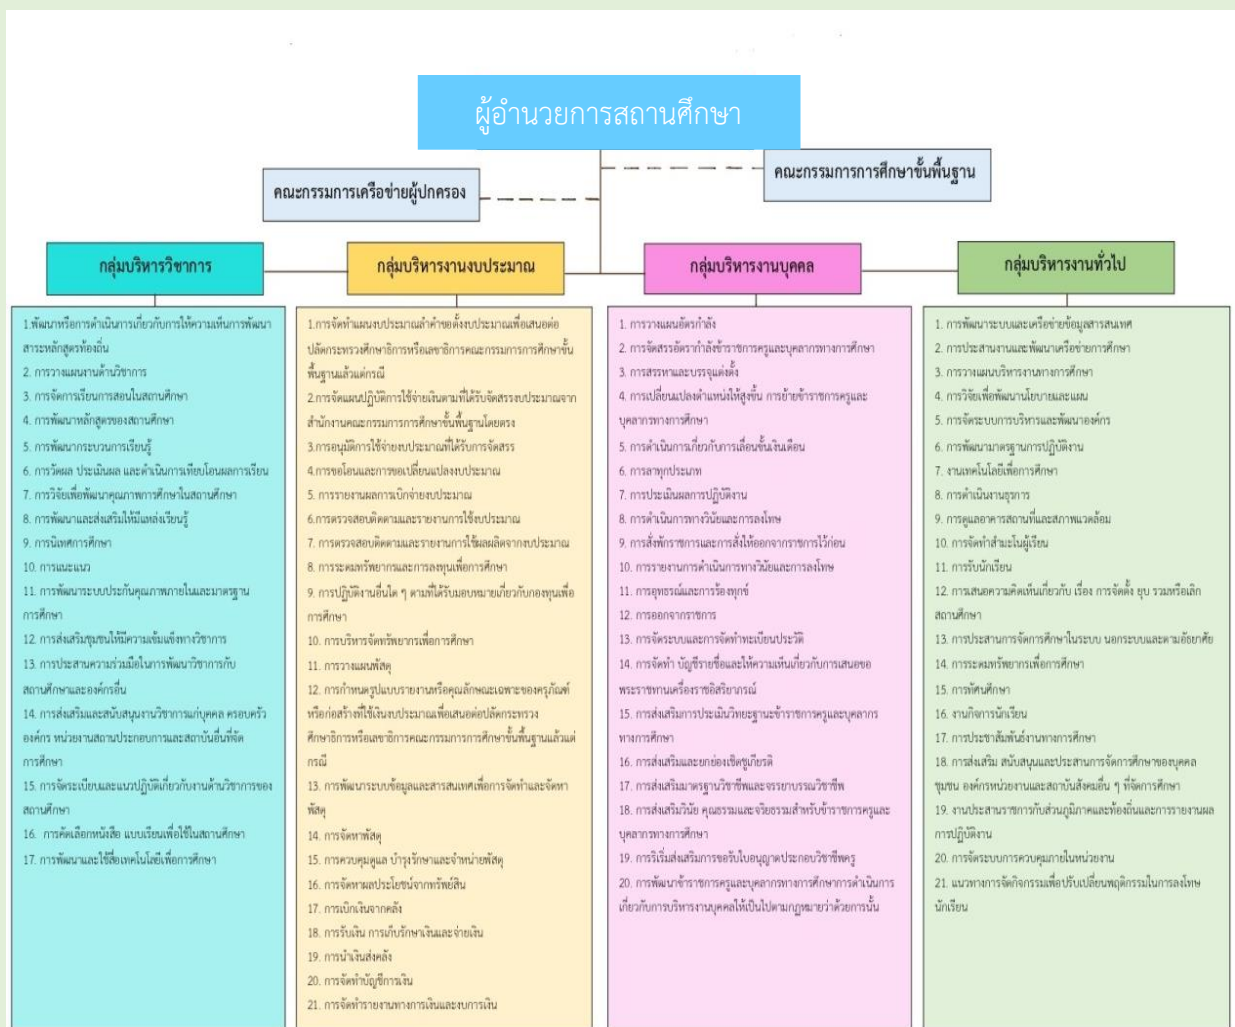 ผู้อำนวยการสถานศึกษา
คณะกรรมการการศึกษาขั้นพื้นฐาน
คณะกรรมการเครือข่ายผู้ปกครอง
กลุ่มบริหารวิชาการ
1.พัฒนาหรือการดำเนินการเกี่ยวกับการให้ความเห็นการพัฒนา
สาระหลักสูตรท้องถิ่น
2. การวางแผนงานด้านวิชาการ
3. การจัดการเรียนการสอนในสถานศึกษา
4. การพัฒนาหลักสูตรของสถานศึกษา
5. การพัฒนากระบวนการเรียนรู้
6. การวัดผล ประเมินผล และดำเนินการเทียบโอนผลการเรียน
7. การวิจัยเพื่อพัฒนาคุณภาพการศึกษาในสถานศึกษา
8. การพัฒนาและส่งเสริมให้มีแหล่งเรียนรู้
9. การนิเทศการศึกษา
10. การแนะแนว
11. การพัฒนาระบบประกันคุณภาพภายในและมาตรฐาน
การศึกษา
12. การส่งเสริมชุมชนให้มีความเข้มแข็งทางวิชาการ
13. การประสานความร่วมมือในการพัฒนาวิชาการกับ
สถานศึกษาและองค์กรอื่น
14. การส่งเสริมและสนับสนุนงานวิชาการแก่บุคคล ครอบครัว
องค์กร หน่วยงานสถานประกอบการและสถาบันอื่นที่จัด
การศึกษา
15. การจัดระเบียบและแนวปฏิบัติเกี่ยวกับงานด้านวิชาการของ
สถานศึกษา
16. การคัดเลือกหนังสือ แบบเรียนเพื่อใช้ในสถานศึกษา
17. การพัฒนาและใช้สื่อเทคโนโลยีเพื่อการศึกษา
กลุ่มบริหารงานงบประมาณ
1.การจัดทำแผนงบประมาณลำคำขอตั้งงบประมาณเพื่อเสนอต่อ
ปลัดกระทรวงศึกษาธิการหรือเลขาธิการคณะกรรมการการศึกษาขั้น
พื้นฐานแล้วแต่กรณี
2.การจัดแผนปฏิบัติการใช้จ่ายเงินตามที่ได้รับจัดสรรงบประมาณจาก
สำนักงานคณะกรรมการการศึกษาขั้นพื้นฐานโดยตรง
3.การอนุมัติการใช้จ่ายงบประมาณที่ได้รับการจัดสรร
4.การขอโอนและการขอเปลี่ยนแปลงงบประมาณ
5. การรายงานผลการเบิกจ่ายงบประมาณ
6.การตรวจสอบติดตามและรายงานการใช้งบประมาณ
7. การตรวจสอบติดตามและรายงานการใช้ผลผลิตจากงบประมาณ
8. การระดมทรัพยากรและการลงทุนเพื่อการศึกษา
9. การปฏิบัติงานอื่นใด ๆ ตามที่ได้รับมอบหมายเกี่ยวกับกองทุนเพื่อ
การศึกษา
10. การบริหารจัดทรัพยากรเพื่อการศึกษา
11. การวางแผนพัสดุ
12. การกำหนดรูปแบบรายงานหรือคุณลักษณะเฉพาะของครุภัณฑ์
หรือก่อสร้างที่ใช้เงินงบประมาณเพื่อเสนอต่อปลัดกระทรวง
ศึกษาธิการหรือเลขาธิการคณะกรรมการการศึกษาขั้นพื้นฐานแล้วแต่
กรณี
13. การพัฒนาระบบข้อมูลและสารสนเทศเพื่อการจัดทำและจัดหา
พัสดุ
14. การจัดหาพัสดุ
15. การควบคุมดูแล บำรุงรักษาและจำหน่ายพัสดุ
16. การจัดหาผลประโยชน์จากทรัพย์สิน
17. การเบิกเงินจากคลัง
18. การรับเงิน การเก็บรักษาเงินและจ่ายเงิน
19. การนำเงินส่งคลัง
20. การจัดทำบัญชีการเงิน
21. การจัดทำรายงานทางการเงินและงบการเงิน
กลุ่มบริหารงานบุคคล
1. การวางแผนอัตรกำลัง
2. การจัดสรรอัตรากำลังข้าราชการครูและบุคลากรทางการศึกษา
3. การสรรหาและบรรจุแต่งตั้ง
4. การเปลี่ยนแปลงตำแหน่งให้สูงขึ้น การย้ายข้าราชการครูและ
บุคลากรทางการศึกษา
5. การดำเนินการเกี่ยวกับการเลื่อนขั้นเงินเดือน
6. การลาทุกประเภท
7. การประเมินผลการปฏิบัติงาน
8. การดำเนินการทางวินัยและการลงโทษ
9. การสั่งพักราชการและการสั่งให้ออกจากราชการไว้ก่อน
10. การรายงานการดำเนินการทางวินัยและการลงโทษ
11. การอุทธรณ์และการร้องทุกข์
12. การออกจากราชการ
13. การจัดระบบและการจัดทำทะเบียนประวัติ
14. การจัดทำ บัญชีรายชื่อและให้ความเห็นเกี่ยวกับการเสนอขอ
พระราชทานเครื่องราชอิสริยาภรณ์
15. การส่งเสริมการประเมินวิทยะฐานะข้าราชการครูและบุคลากร
ทางการศึกษา
16. การส่งเสริมและยกย่องเชิดชูเกียรติ
17. การส่งเสริมมาตรฐานวิชาชีพและจรรยาบรรณวิชาชีพ
18. การส่งเสริมวินัย คุณธรรมและจริยธรรมสำหรับข้าราชการครูและ
บุคลากรทางการศึกษา
19. การริเริ่มส่งเสริมการขอรับใบอนุญาตประกอบวิชาชีพครู
20. การพัฒนาข้าราชการครูและบุคลากรทางการศึกษาการดำเนินการ
เกี่ยวกับการบริหารงานบุคคลให้เป็นไปตามกฎหมายว่าด้วยการนั้น
กลุ่มบริหารงานทั่วไป
1. การพัฒนาระบบและเครือข่ายข้อมูลสารสนเทศ
2. การประสานงานและพัฒนาเครือข่ายการศึกษา
3. การวางแผนบริหารงานทางการศึกษา
4. การวิจัยเพื่อพัฒนานโยบายและแผน
5. การจัดระบบการบริหารและพัฒนาองค์กร
6. การพัฒนามาตรฐานการปฏิบัติงาน
7. งานเทคโนโลยีเพื่อการศึกษา
8. การดำเนินงานธุรการ
9. การดูแลอาคารสถานที่และสภาพแวดล้อม
10. การจัดทำสำมะโนผู้เรียน
11. การรับนักเรียน
12. การเสนอความคิดเห็นเกี่ยวกับ เรื่อง การจัดตั้ง ยุบ รวมหรือเลิก
สถานศึกษา
13. การประสานการจัดการศึกษาในระบบ นอกระบบและตามอัธยาศัย
14. การระดมทรัพยากรเพื่อการศึกษา
15. การทัศนศึกษา
16. งานกิจการนักเรียน
17. การประชาสัมพันธ์งานทางการศึกษา
18. การส่งเสริม สนับสนุนและประสานการจัดการศึกษาของบุคคล
ชุมชน องค์กรหน่วยงานและสถาบันสังคมอื่น ๆ ที่จัดการศึกษา
19. งานประสานราชการกับส่วนภูมิภาคและท้องถิ่นและการรายงานผล
การปฏิบัติงาน
20. การจัดระบบการควบคุมภายในหน่วยงาน
21. แนวทางการจัดกิจกรรมเพื่อปรับเปลี่ยนพฤติกรรมในการลงโทษ
นักเรียน